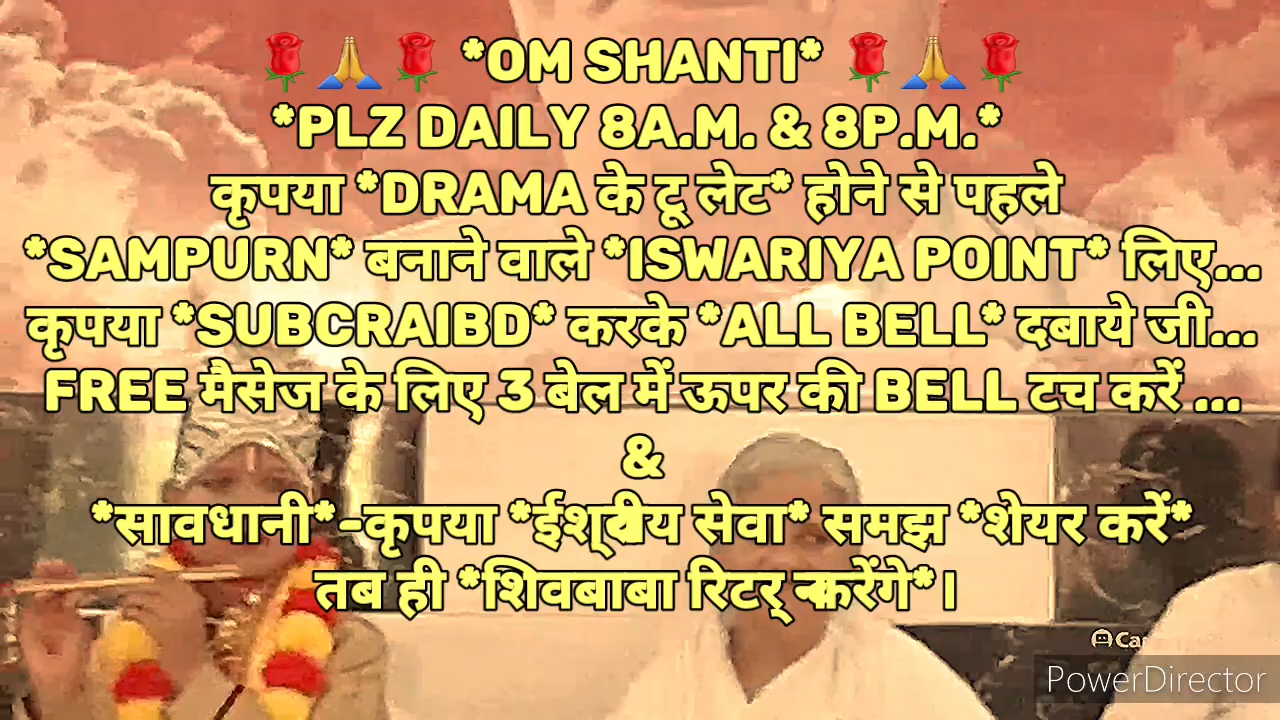 🌹🙏🌹 *OM SHANTI* 🌹🙏🌹
*PLZ DAILY 8A.M. & 8P.M.*
कृपया *DRAMA के टू लेट* होने से पहले
*SAMPURN* बनाने वाले *ISWARIYA POINT* लिए...
कृपया *SUBCRAIBD* करके *ALL BELL* दबाये जी...
FREE मैसेज के लिए 3 बेल में ऊपर की BELL टच करें ...
&
*सावधानी*-कृपया *ईश्वरीय सेवा* समझ *शेयर करें*
तब ही *शिवबाबा रिटर्न करेंगे*।
PowerDirector